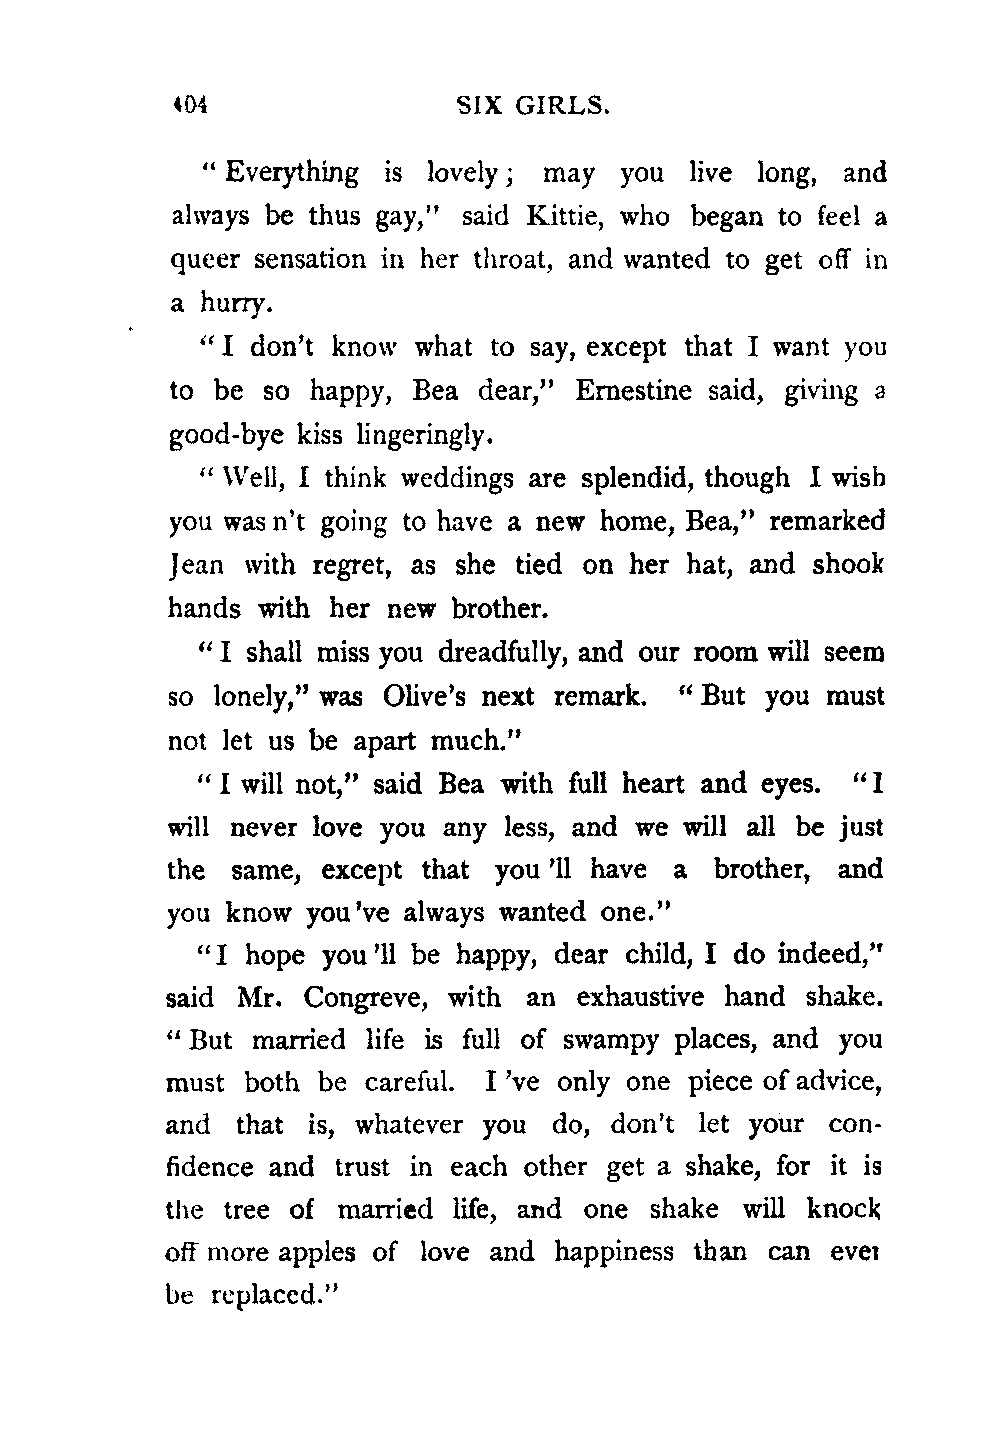 404 SIX GIRLS.
" Everything is lovely; may you live long, and
always be thus gay," said Kittie, who began to feel a
queer sensation in her throat, and wanted to get off in
a hurry.
"I don't know what to say, except that I want you
to be so happy, Bea dear," Ernestine said, giving a
good-bye kiss lingeringly.
" Well, I think weddings are splendid, though I wish
you was n't going to have a new home, Bea," remarked
Jean with regret, as she tied on her hat, and shook
hands with her new brother.
"I shall miss you dreadfully, and our room will seem
so lonely," was Olive's next remark. "But you must
not let us be apart much."
"I will not," said Bea with full heart and eyes. "I
will never love you any less, and we will all be just
the same, except that you 'll have a brother, and
you know you 've always wanted one."
"I hope you 'll be happy, dear child, I do indeed,"
said Mr. Congreve, with an exhaustive hand shake.
"But married life is full of swampy places, and you
must both be careful. I 've only one piece of advice,
and that is, whatever you do, don't let your con-
fidence and trust in each other get a shake, for it is
the tree of married life, and one shake will knock
off more apples of love and happiness than can ever
be replaced."